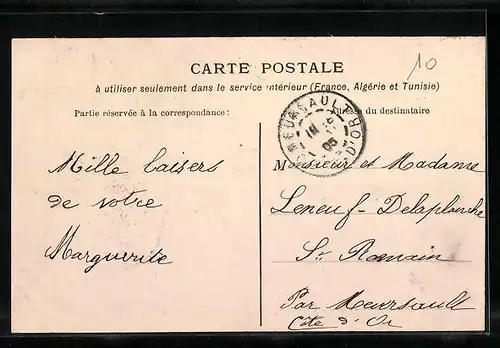 10
CARTE POSTALE
à utiliser seulement dans le service intérieur (France, Algérie et Tunisie)
Partie réservée à la correspondance :
Adresse du destinataire
MEURSAULT
CÔTE D'OR
05
Mille baisers
de votre
Marguerite
Monsieur et Madame
Leneuf-Delaplanche
St Romain
Par Meursault
Côte d'Or